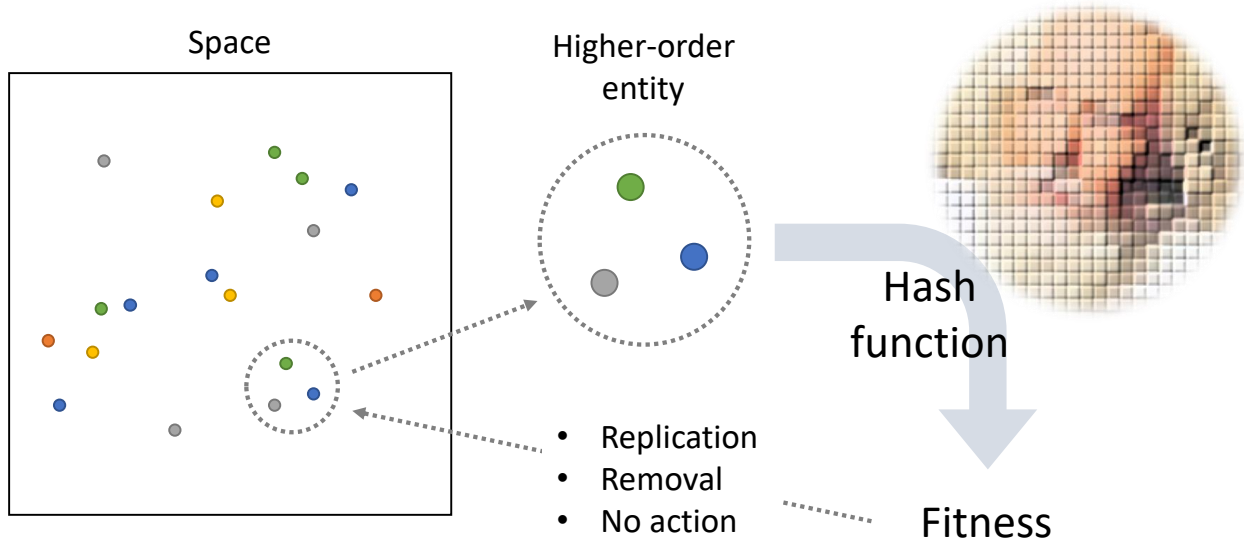 Space
Higher-order
entity
Hash
function
• Replication
• Removal
• No action
Fitness